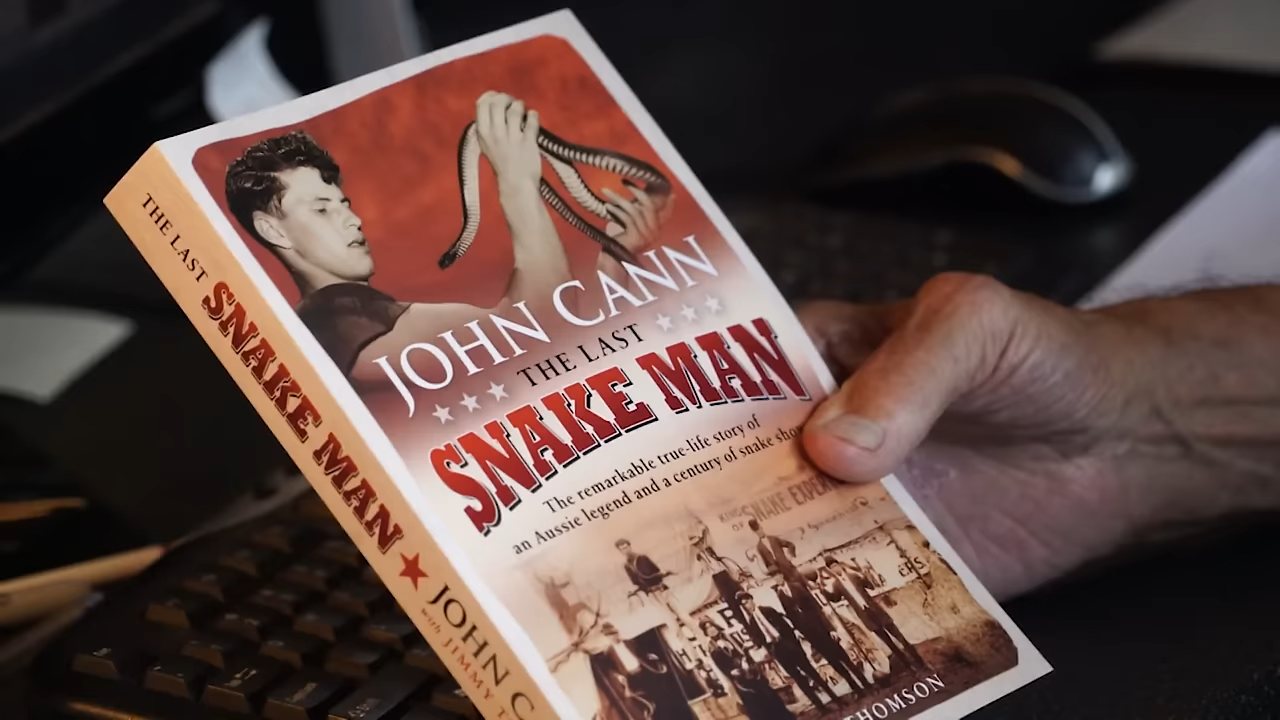 JOHN CANN
THE LAST
SNAKE MAN
The remarkable true-life story of
an Aussie legend and a century of snake
SNAKE
THOMSON
THE LAST SNAKE MAN JOHN
with JIMMY